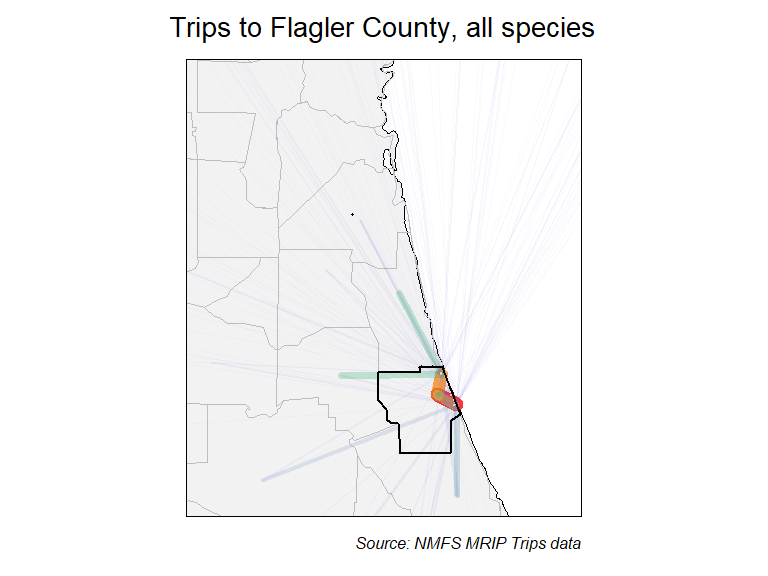 Trips to Flagler County, all species
Source: NMFS MRIP Trips data